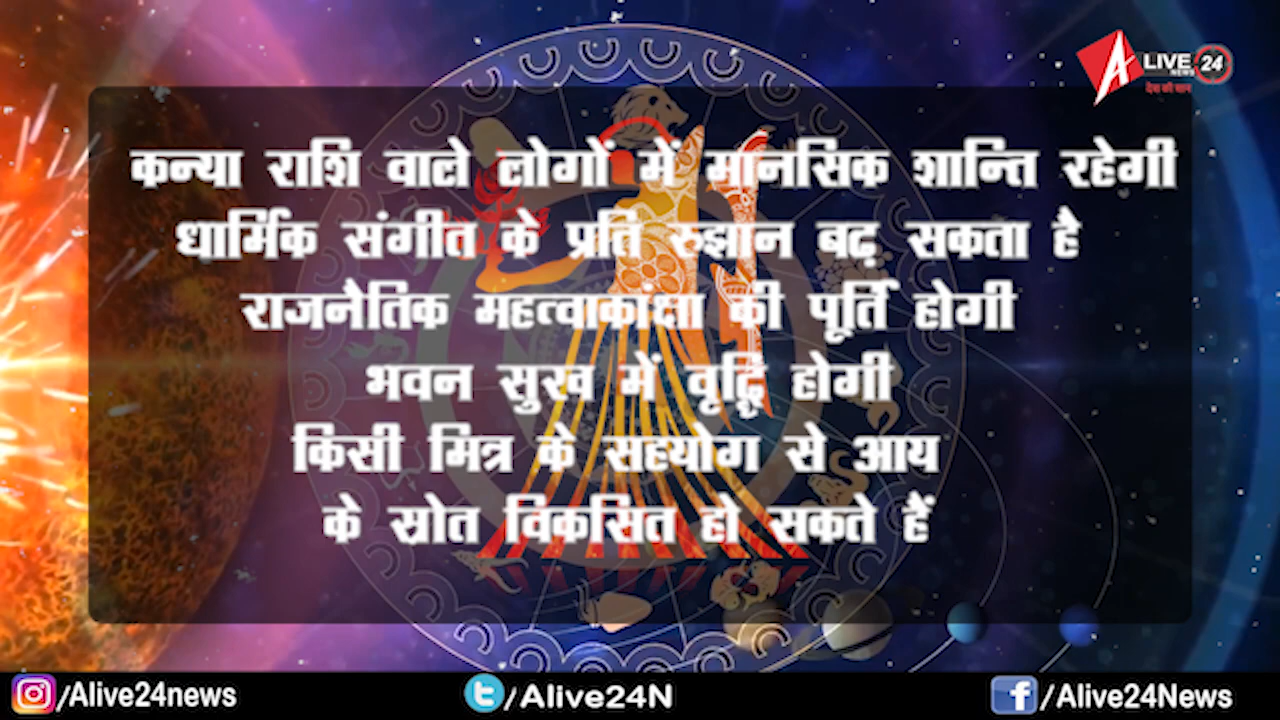 A LIVE 24
NEWS
देश की शान
कन्या राशि वाले लोगों में मानसिक शान्ति रहेगी
धार्मिक संगीत के प्रति रुझान बढ़ सकता है
राजनैतिक महत्वाकांक्षा की पूर्ति होगी
भवन सुख में वृद्धि होगी
किसी मित्र के सहयोग से आय
के स्रोत विकसित हो सकते हैं
/Alive24news
/Alive24N
/Alive24News